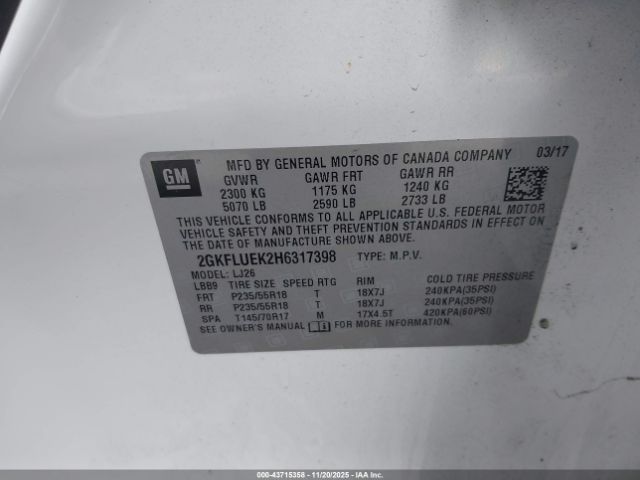 GM
MFD BY GENERAL MOTORS OF CANADA COMPANY 03/17
GVWR GAWR FRT GAWR RR
2300 KG 1175 KG 1240 KG
5070 LB 2590 LB 2733 LB
THIS VEHICLE CONFORMS TO ALL APPLICABLE U.S. FEDERAL MOTOR
VEHICLE SAFETY AND THEFT PREVENTION STANDARDS IN EFFECT ON
THE DATE OF MANUFACTURE SHOWN ABOVE.
2GKFLUEK2H6317398 TYPE: M.P.V.
MODEL: LJ26
LBB9 TIRE SIZE SPEED RTG RIM COLD TIRE PRESSURE
FRT P235/55R18 T 18X7J 240KPA(35PSI)
RR P235/55R18 T 18X7J 240KPA(35PSI)
SPA T145/70R17 M 17X4.5T 420KPA(60PSI)
SEE OWNER'S MANUAL FOR MORE INFORMATION.
000-43715358 - 11/20/2025 - IAAI.com